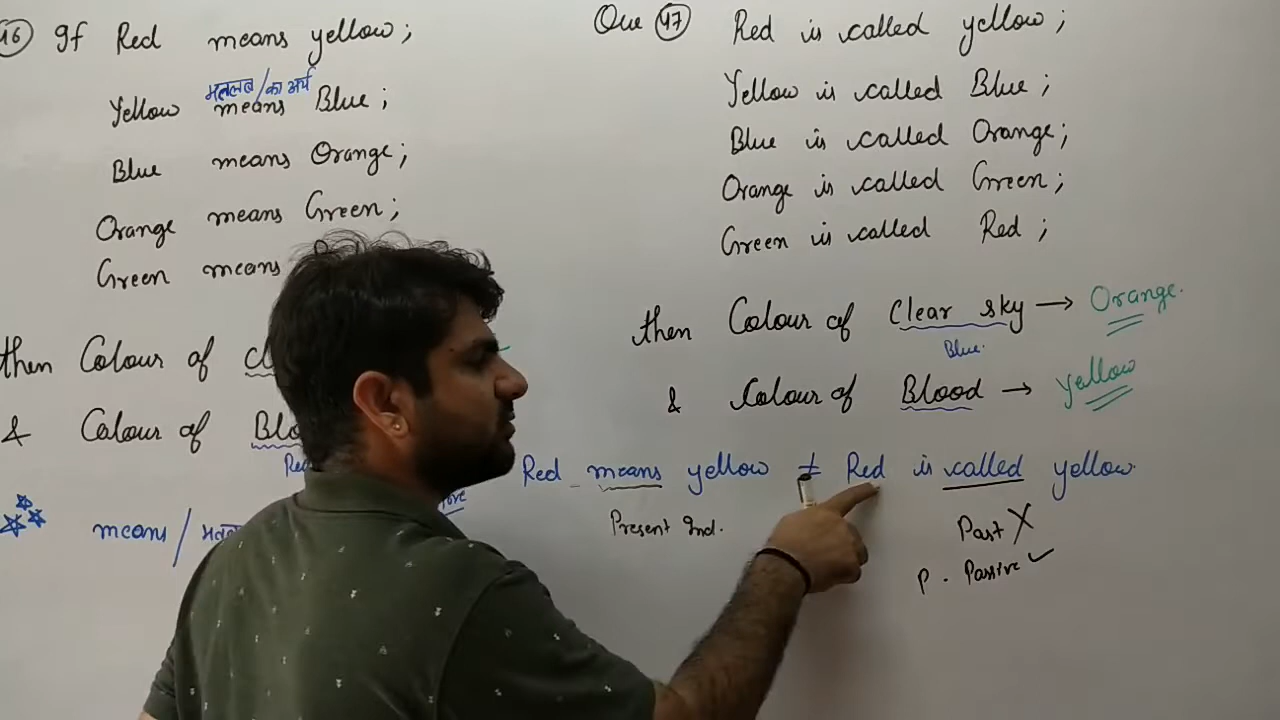 46 If Red means yellow;
मतलब/का अर्थ
Yellow means Blue;
Blue means Orange;
Orange means Green;
Green means
then Colour of
& Colour of Blo
Red
means / मतल
Que 47 Red is called yellow;
Yellow is called Blue;
Blue is called Orange;
Orange is called Green;
Green is called Red;
then Colour of Clear sky → Orange.
Blue.
& Colour of Blood → yellow
Red means yellow ≠ Red is called yellow.
Present Ind.
Past X
P. Passive ✓